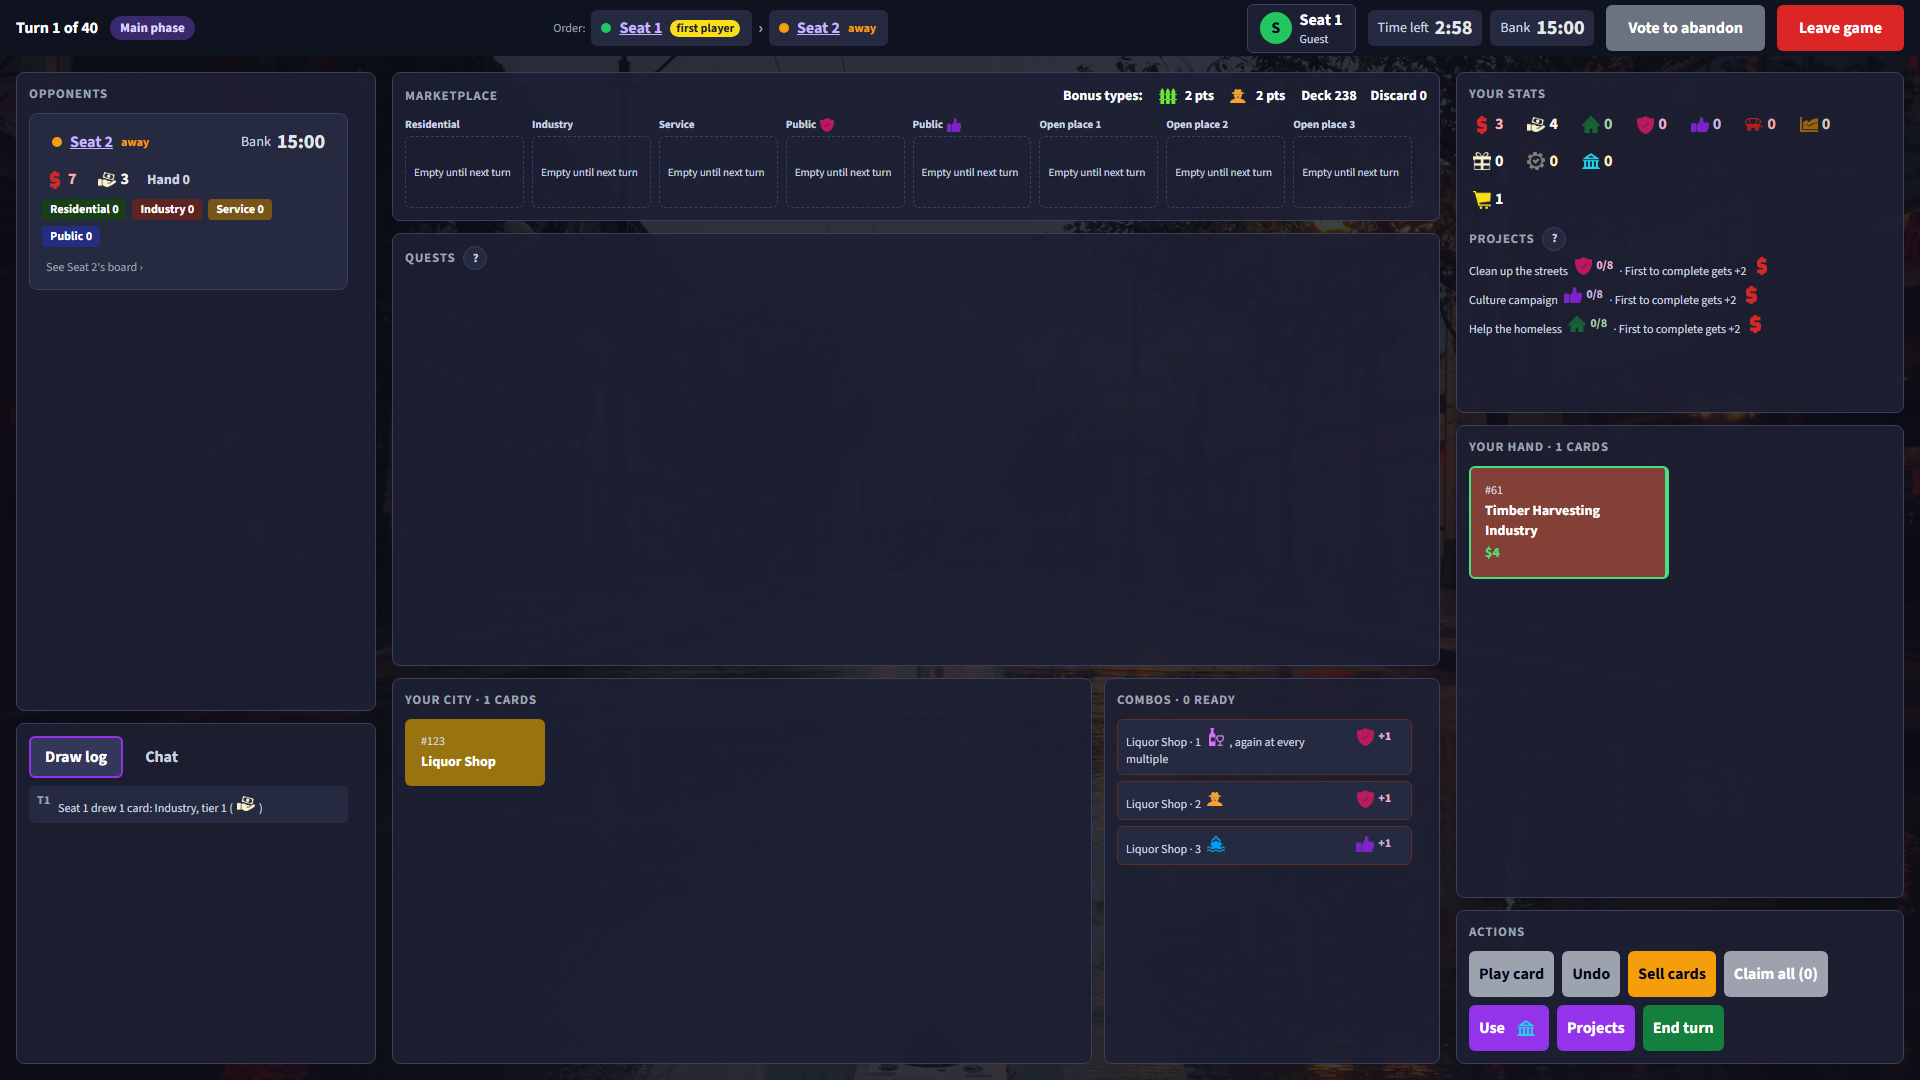 Turn 1 of 40 Main phase
Order: Seat 1 first player › Seat 2 away
S Seat 1 Guest
Time left 2:58
Bank 15:00
Vote to abandon
Leave game
OPPONENTS
Seat 2 away Bank 15:00
7 3 Hand 0
Residential 0 Industry 0 Service 0
Public 0
See Seat 2's board ›
Draw log Chat
T1 Seat 1 drew 1 card: Industry, tier 1 ( )
MARKETPLACE
Bonus types: 2 pts 2 pts Deck 238 Discard 0
Residential Industry Service Public Public Open place 1 Open place 2 Open place 3
Empty until next turn Empty until next turn Empty until next turn Empty until next turn Empty until next turn Empty until next turn Empty until next turn Empty until next turn
QUESTS ?
YOUR CITY · 1 CARDS
#123
Liquor Shop
COMBOS · 0 READY
Liquor Shop · 1 , again at every +1
multiple
Liquor Shop · 2 +1
Liquor Shop · 3 +1
YOUR STATS
3 4 0 0 0 0 0
0 0 0
1
PROJECTS ?
Clean up the streets 0/8 · First to complete gets +2
Culture campaign 0/8 · First to complete gets +2
Help the homeless 0/8 · First to complete gets +2
YOUR HAND · 1 CARDS
#61
Timber Harvesting
Industry
$4
ACTIONS
Play card Undo Sell cards Claim all (0)
Use Projects End turn